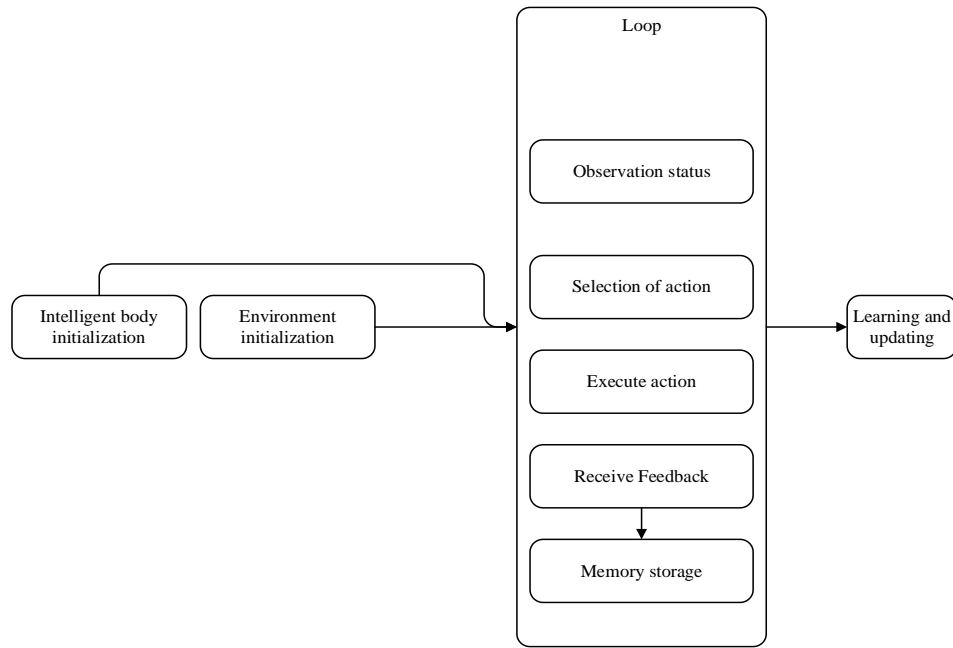 Loop
Observation status
Selection of action
Intelligent body
initialization
Environment
initialization
Learning and
updating
Execute action
Receive Feedback
Memory storage